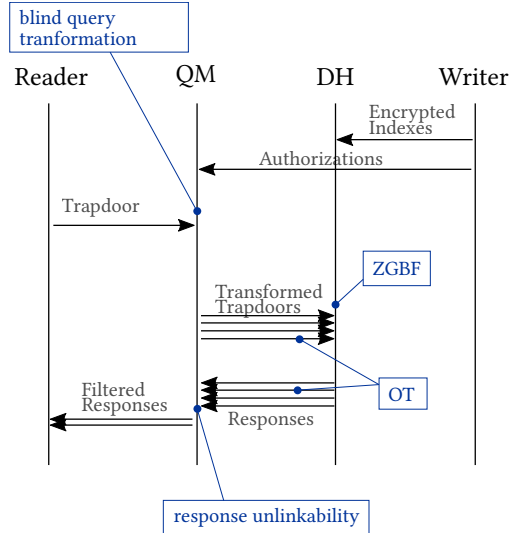 blind query
tranformation
Reader
QM
DH
Writer
Encrypted
Indexes
Authorizations
Trapdoor
ZGBF
Transformed
Trapdoors
Filtered
Responses
OT
Responses
response unlinkability